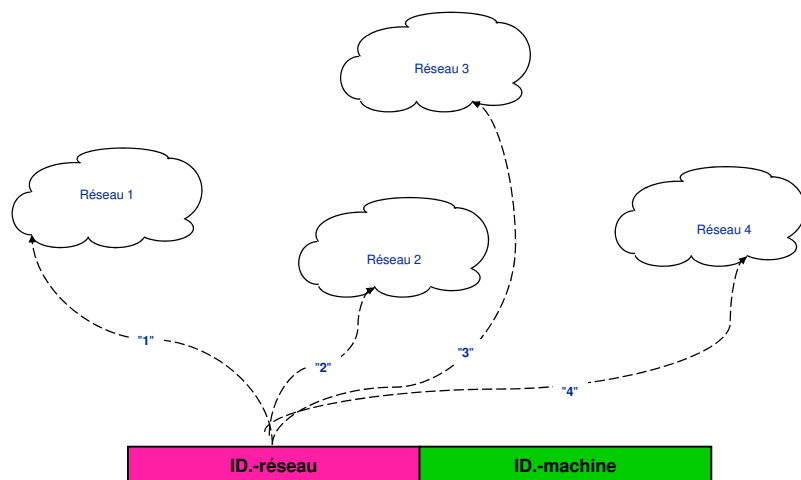 Réseau 3
Réseau 1
Réseau 2
Réseau 4
"1"
"2"
"3"
"4"
ID.-réseau
ID.-machine